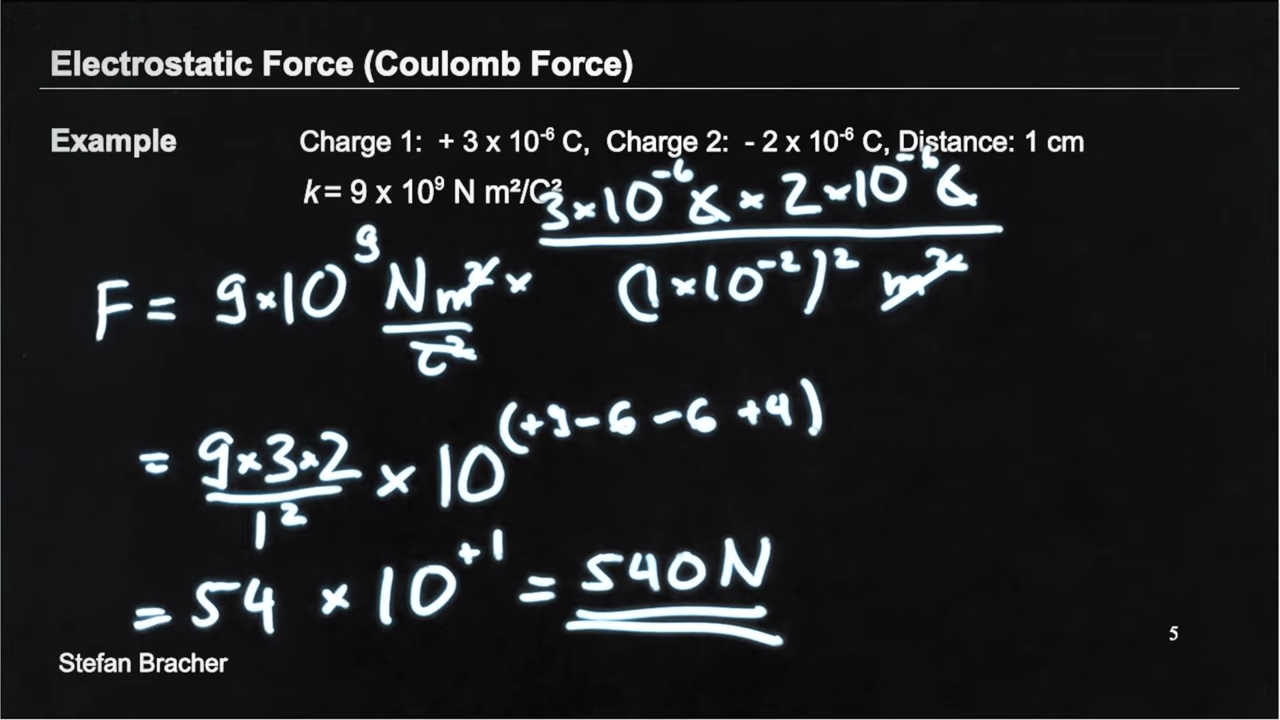 Electrostatic Force (Coulomb Force)
Example
Charge 1: + 3 x 10⁻⁶ C, Charge 2: - 2 x 10⁻⁶ C, Distance: 1 cm
k = 9 x 10⁹ N m²/C²
F = 9×10⁹ Nm²/C² × (3×10⁻⁶ C × 2×10⁻⁶ C)/((1×10⁻²)² m²)
= (9×3×2)/1² × 10^(+9-6-6+4)
= 54 × 10⁺¹ = 540 N
5
Stefan Bracher